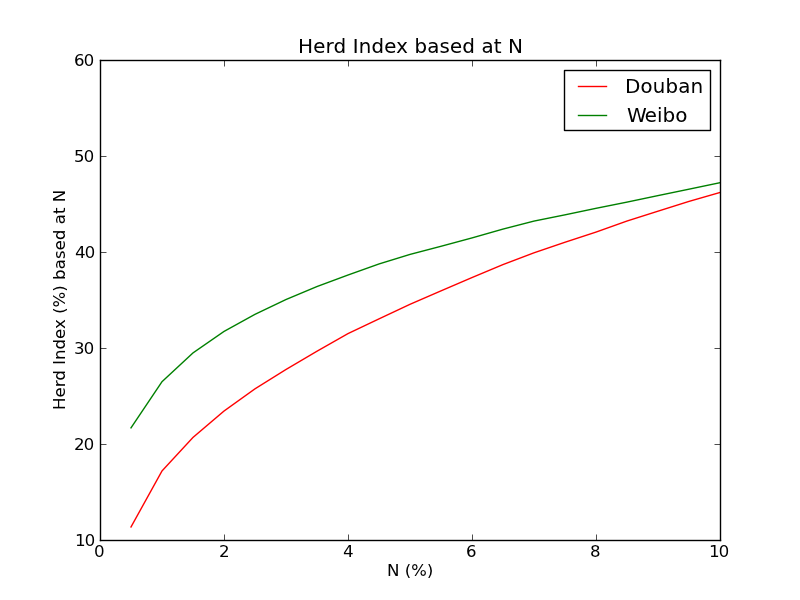 Herd Index based at N
Douban
Weibo
Herd Index (%) based at N
60
50
40
30
20
10
0 2 4 6 8 10
N (%)